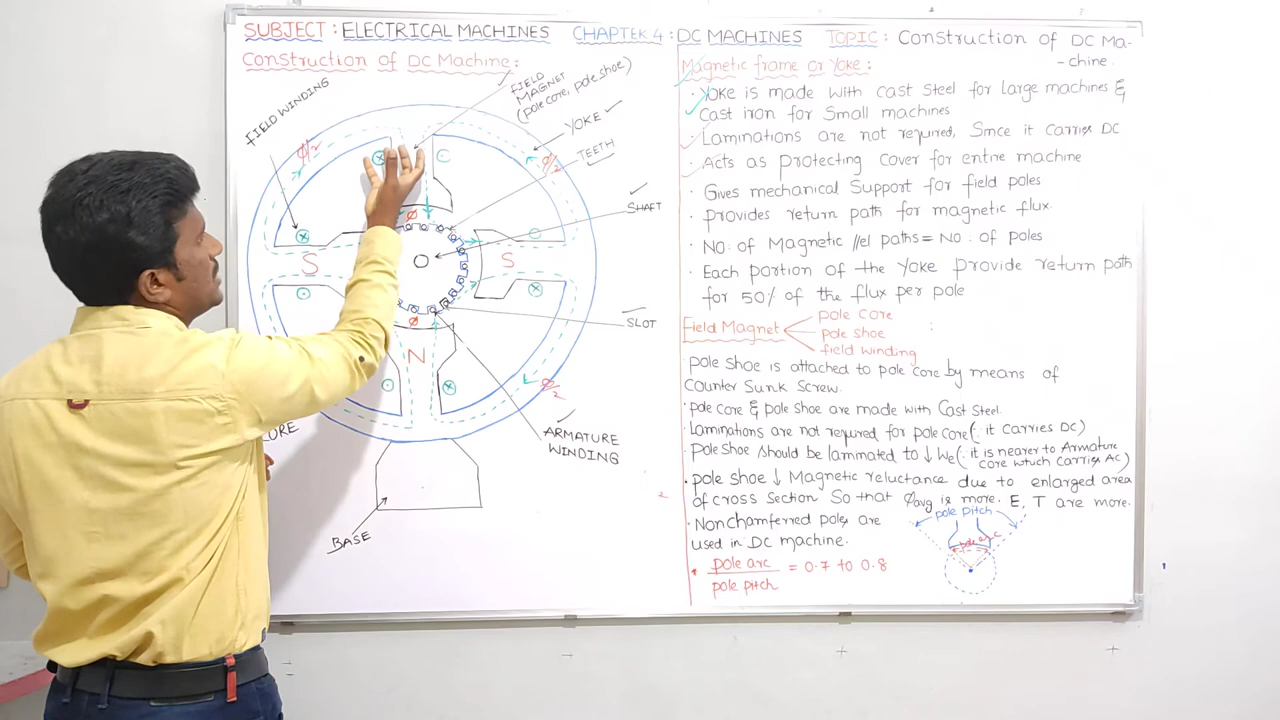 SUBJECT : ELECTRICAL MACHINES CHAPTER 4 : DC MACHINES TOPIC : Construction of DC Ma-
-chine.
Construction of DC Machine :
FIELD WINDING
FIELD
MAGNET
(pole core, pole shoe)
YOKE
TEETH
SHAFT
SLOT
ARMATURE
WINDING
BASE
CORE
ϕ/2
ϕ/2
ϕ/2
ϕ
ϕ
S
S
N
Magnetic frame or Yoke :
· Yoke is made with cast steel for large machines &
Cast iron for Small machines
· Laminations are not required, Since it carries DC
· Acts as protecting cover for entire machine
· Gives mechanical Support for field poles
· provides return path for magnetic flux.
· No. of Magnetic //el paths = No. of poles
· Each portion of the Yoke Provide return path
for 50% of the flux per pole
Field Magnet
pole core
pole shoe
field winding
· pole shoe is attached to pole core by means of
Counter Sunk Screw.
· pole core & pole shoe are made with Cast Steel.
· Laminations are not required for pole core (∵ it carries DC)
· pole shoe should be laminated to ↓ We (∵ it is nearer to Armature
core which carries AC)
· pole shoe ↓ Magnetic reluctance due to enlarged area
of cross section So that ϕavg is more. E, T are more.
· Nonchamferred poles are
used in DC machine.
· pole arc / pole pitch = 0.7 to 0.8
pole pitch
pole arc